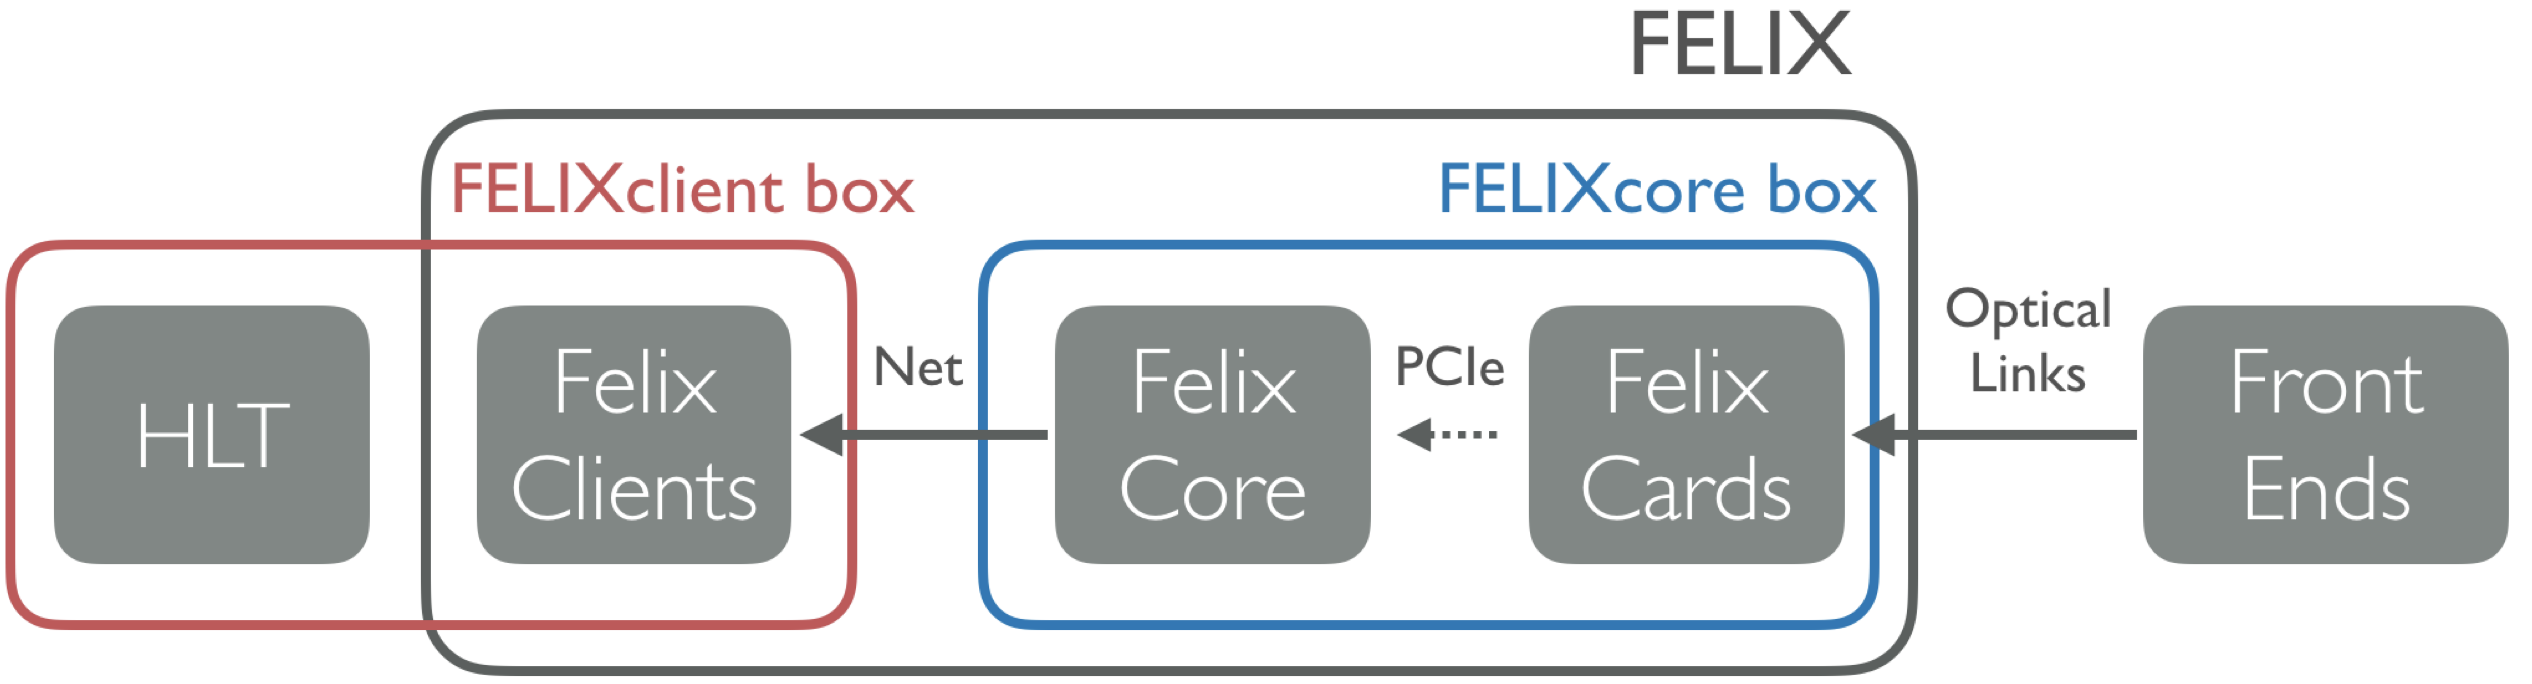 FELIX
FELIXclient box
FELIXcore box
HLT
Felix
Clients
Net
Felix
Core
PCIe
Felix
Cards
Optical
Links
Front
Ends